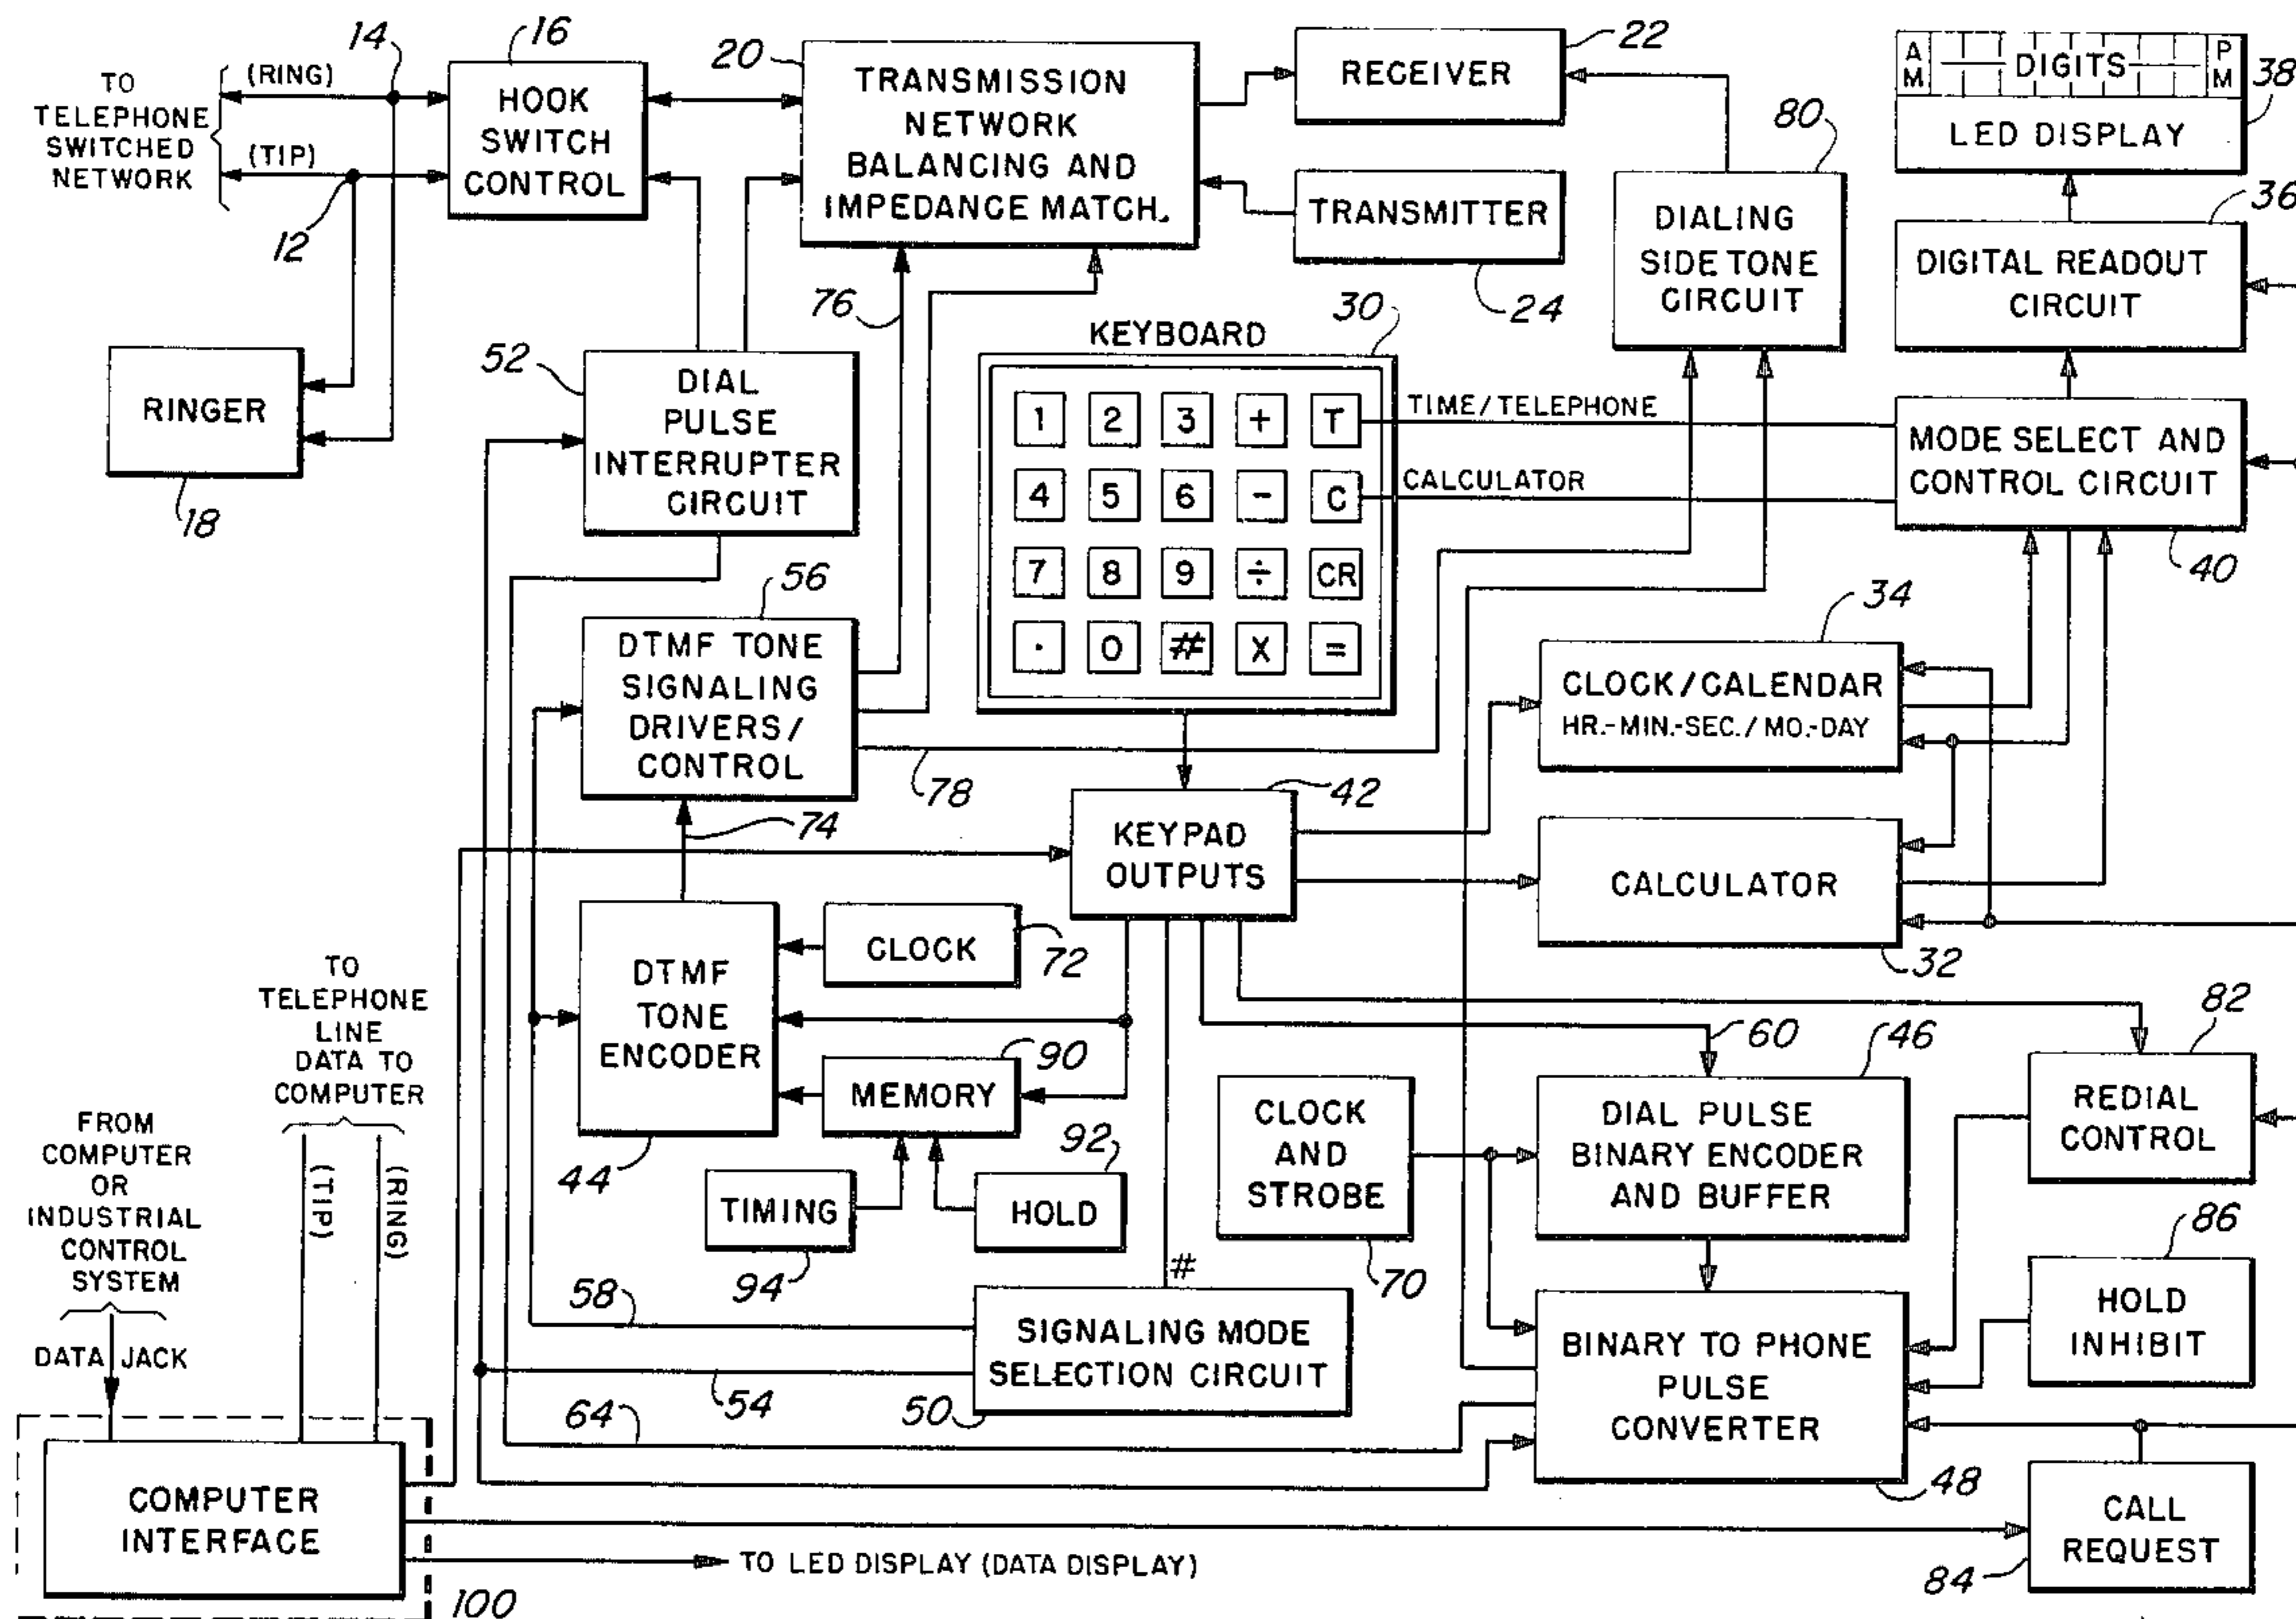 TO
TELEPHONE
SWITCHED
NETWORK
(RING)
(TIP)
14
12
16
HOOK
SWITCH
CONTROL
20
TRANSMISSION
NETWORK
BALANCING AND
IMPEDANCE MATCH.
RECEIVER
22
TRANSMITTER
24
80
DIALING
SIDETONE
CIRCUIT
AM
DIGITS
PM
LED DISPLAY
38
36
DIGITAL READOUT
CIRCUIT
RINGER
18
52
DIAL
PULSE
INTERRUPTER
CIRCUIT
76
KEYBOARD
30
1 2 3 + T
4 5 6 - C
7 8 9 ÷ CR
. 0 # X =
TIME/TELEPHONE
CALCULATOR
MODE SELECT AND
CONTROL CIRCUIT
40
56
DTMF TONE
SIGNALING
DRIVERS/
CONTROL
78
74
34
CLOCK/CALENDAR
HR.-MIN.-SEC./MO.-DAY
42
KEYPAD
OUTPUTS
CALCULATOR
32
DTMF
TONE
ENCODER
44
CLOCK
72
MEMORY
90
TIMING
94
92
HOLD
#
60
46
CLOCK
AND
STROBE
70
DIAL PULSE
BINARY ENCODER
AND BUFFER
82
REDIAL
CONTROL
86
HOLD
INHIBIT
58
54
64
SIGNALING MODE
SELECTION CIRCUIT
50
BINARY TO PHONE
PULSE
CONVERTER
48
TO
TELEPHONE
LINE
DATA TO
COMPUTER
(TIP)
(RING)
FROM
COMPUTER
OR
INDUSTRIAL
CONTROL
SYSTEM
DATA JACK
COMPUTER
INTERFACE
100
TO LED DISPLAY (DATA DISPLAY)
CALL
REQUEST
84